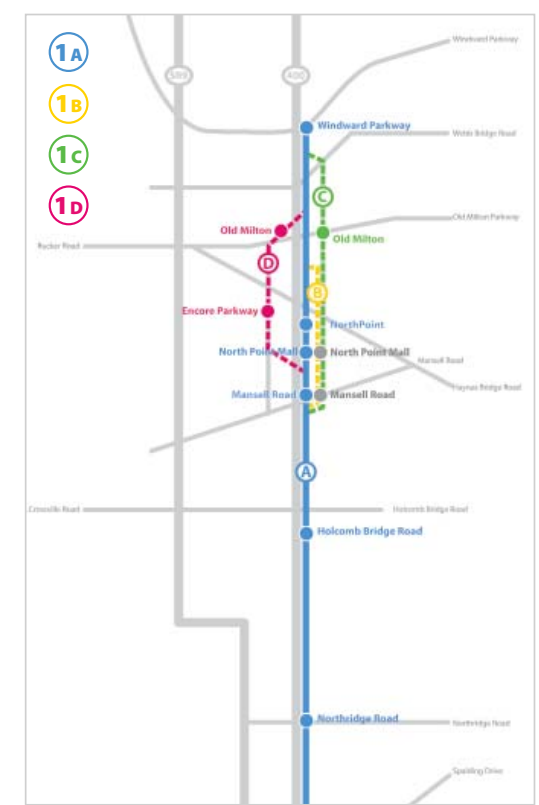 1A
1B
1C
1D
SR9
400
Windward Parkway
Windward Parkway
Webb Bridge Road
C
Old Milton Parkway
Old Milton
Old Milton
Rucker Road
D
B
Encore Parkway
NorthPoint
North Point Mall
North Point Mall
Mansell Road
Haynes Bridge Road
Mansell Road
Mansell Road
A
Crossville Road
Holcomb Bridge Road
Holcomb Bridge Road
Northridge Road
Northridge Road
Spalding Drive